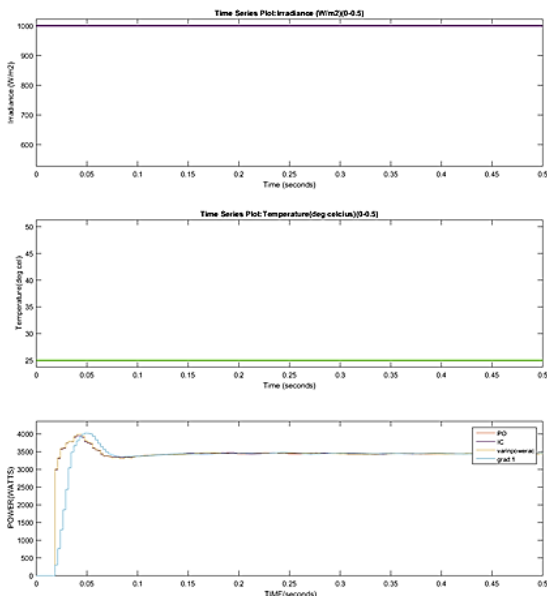 Time Series Plot:Irradiance (W/m2)(0-0.5)
1000
900
800
700
600
Irradiance (W/m2)
0 0.05 0.1 0.15 0.2 0.25 0.3 0.35 0.4 0.45 0.5
Time (seconds)
Time Series Plot:Temperature(deg celcius)(0-0.5)
50
45
40
35
30
25
Temperature(deg cel)
0 0.05 0.1 0.15 0.2 0.25 0.3 0.35 0.4 0.45 0.5
Time (seconds)
4000
3500
3000
2500
2000
1500
1000
500
0
POWER(WATTS)
PO
IC
varinpowerac
grad 1
0 0.05 0.1 0.15 0.2 0.25 0.3 0.35 0.4 0.45 0.5
TIME(seconds)